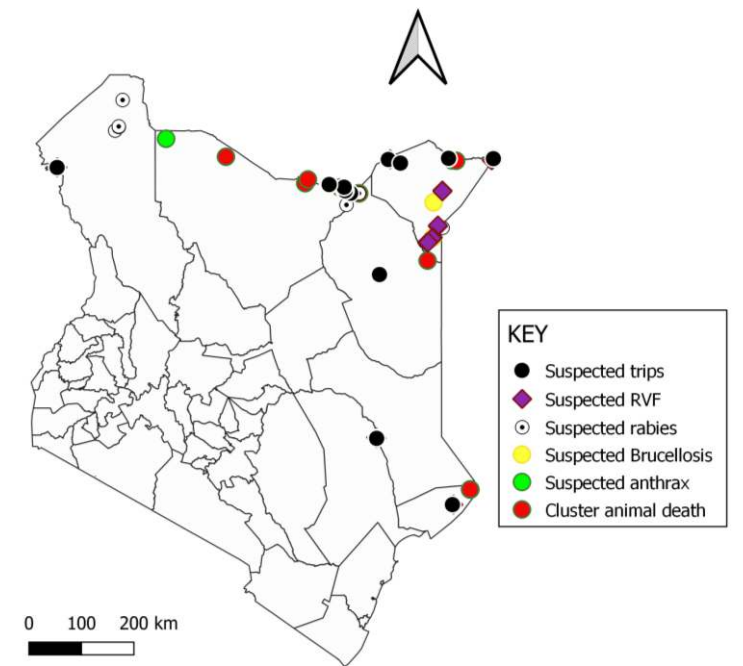 KEY
Suspected trips
Suspected RVF
Suspected rabies
Suspected Brucellosis
Suspected anthrax
Cluster animal death
0 100 200 km